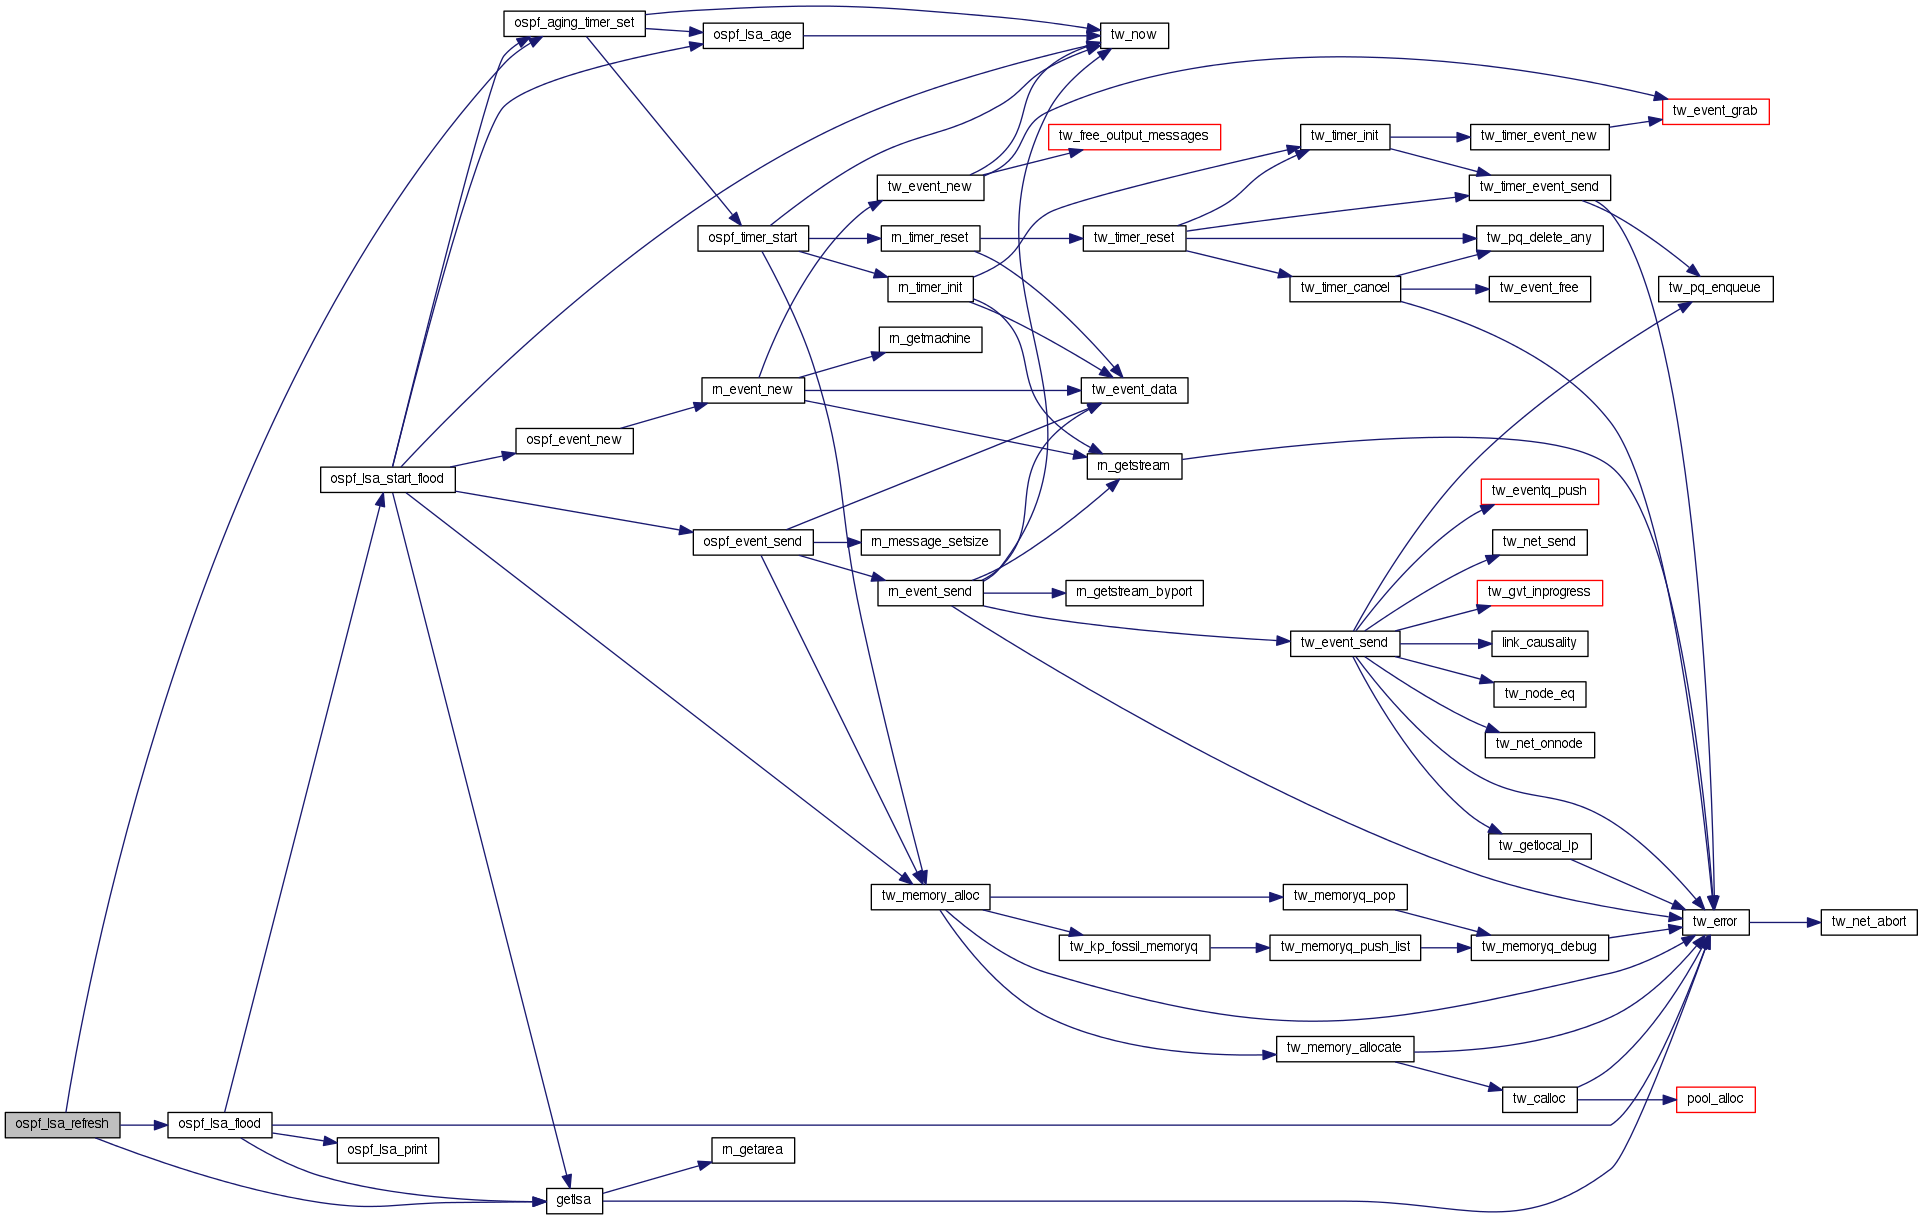 ospf_aging_timer_set
ospf_lsa_age
tw_now
tw_event_grab
tw_free_output_messages
tw_timer_init
tw_timer_event_new
tw_event_new
tw_timer_event_send
ospf_timer_start
rn_timer_reset
tw_timer_reset
tw_pq_delete_any
rn_timer_init
tw_timer_cancel
tw_event_free
tw_pq_enqueue
rn_getmachine
rn_event_new
tw_event_data
ospf_event_new
rn_getstream
ospf_lsa_start_flood
tw_eventq_push
ospf_event_send
rn_message_setsize
tw_net_send
rn_event_send
rn_getstream_byport
tw_gvt_inprogress
tw_event_send
link_causality
tw_node_eq
tw_net_onnode
tw_getlocal_lp
tw_memory_alloc
tw_memoryq_pop
tw_error
tw_net_abort
tw_kp_fossil_memoryq
tw_memoryq_push_list
tw_memoryq_debug
tw_memory_allocate
tw_calloc
pool_alloc
ospf_lsa_refresh
ospf_lsa_flood
ospf_lsa_print
rn_getarea
getlsa